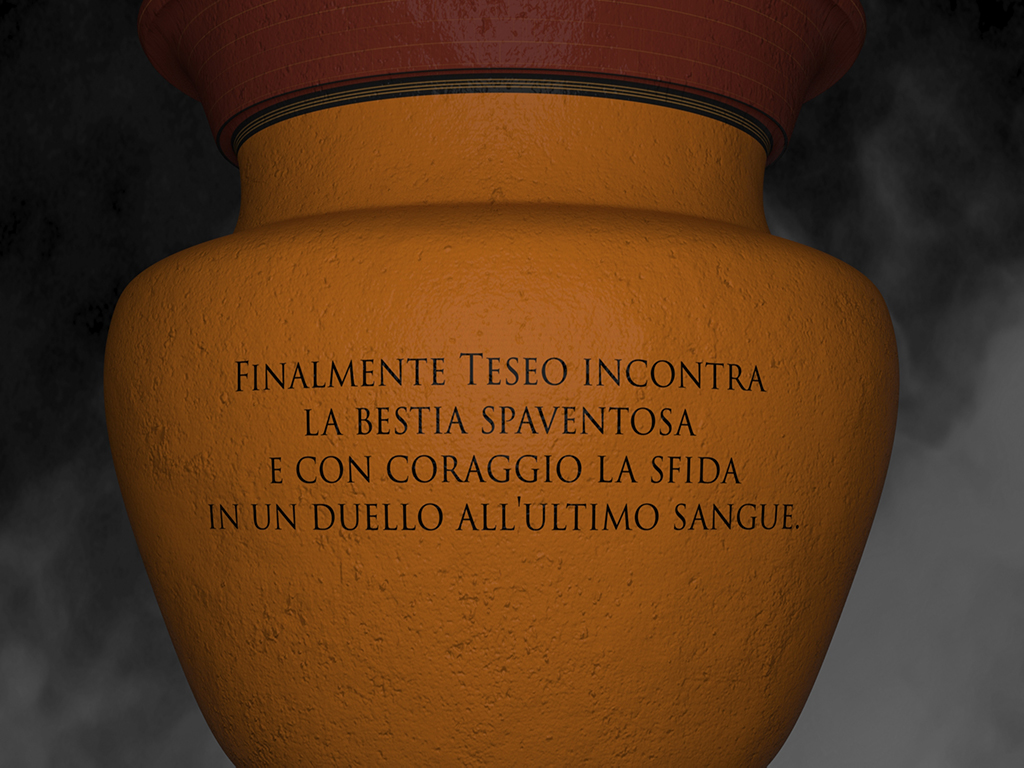 Finalmente Teseo incontra
la bestia spaventosa
e con coraggio la sfida
in un duello all'ultimo sangue.